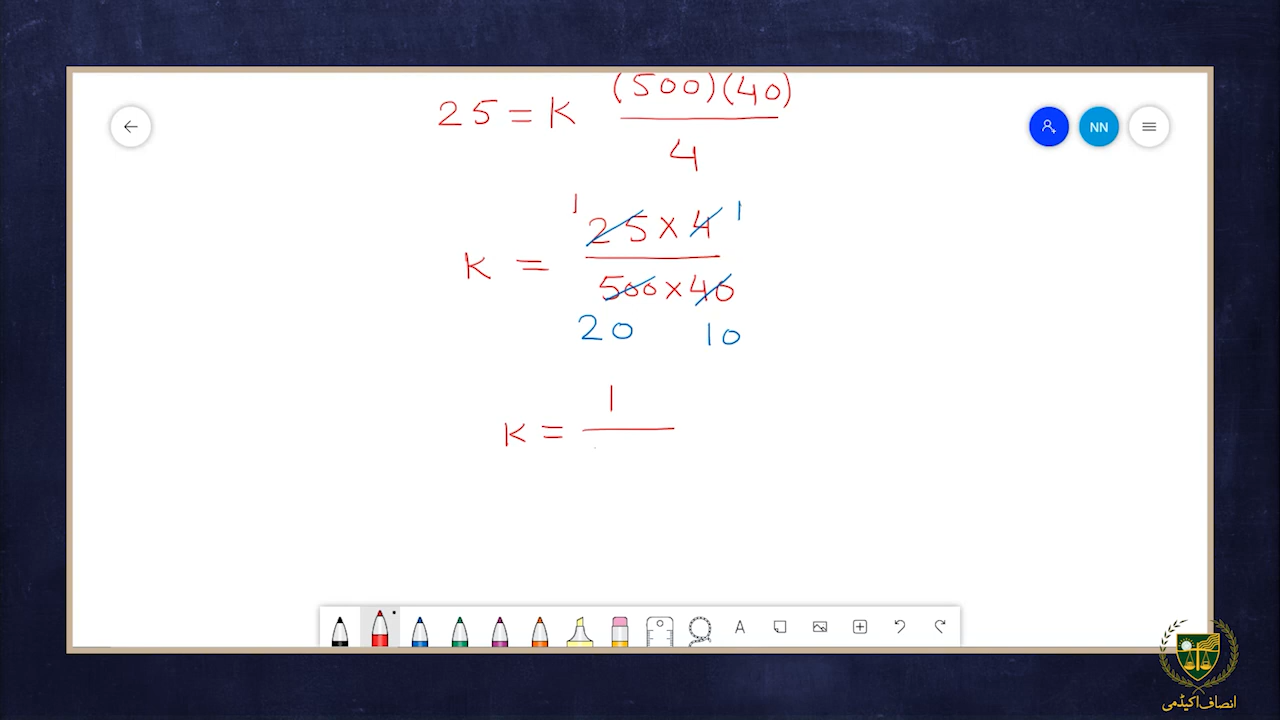 (500)(40)
25 = K
4
1 25 x 4 1
K =
500 x 40
20 10
1
K =
NN
A
انصاف اکیڈمی